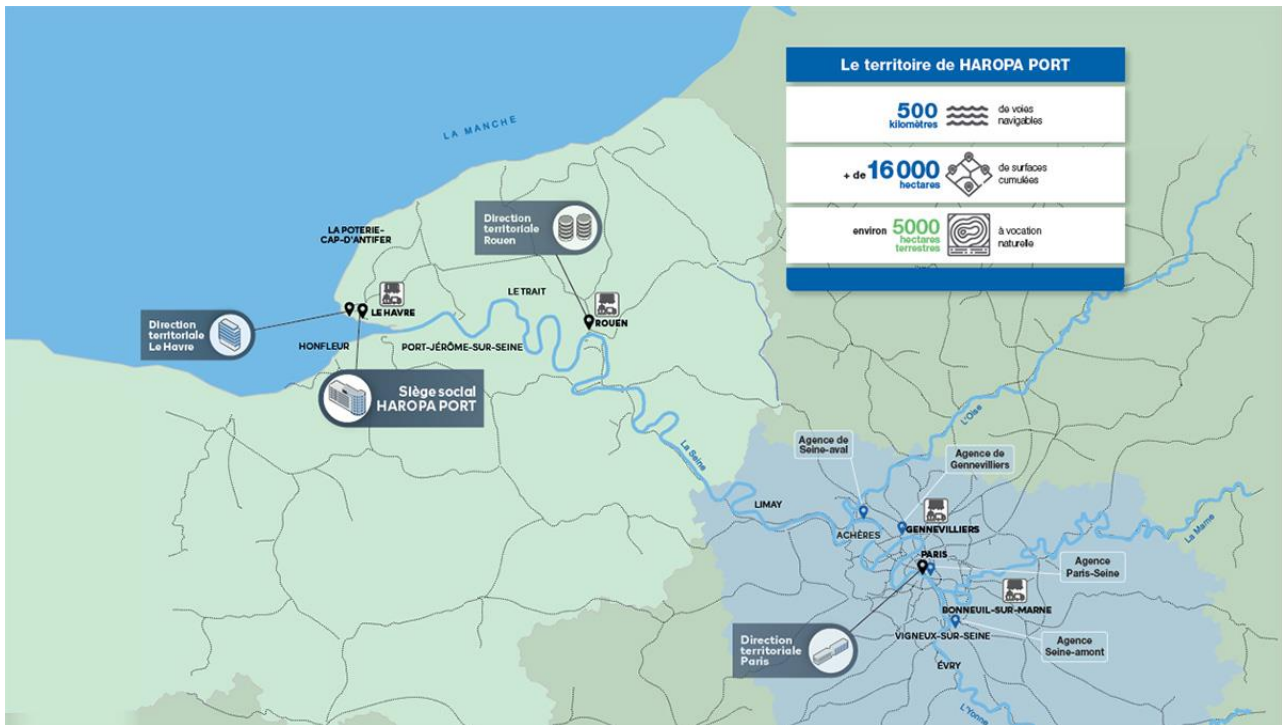 Le territoire de HAROPA PORT
500
kilomètres
de voies
navigables
+ de 16 000
hectares
de surfaces
cumulées
environ 5000
hectares
terrestres
à vocation
naturelle
LA MANCHE
LA POTERIE-
CAP-D'ANTIFER
Direction
territoriale
Rouen
LE TRAIT
LE HAVRE
ROUEN
Direction
territoriale
Le Havre
HONFLEUR
PORT-JÉRÔME-SUR-SEINE
Siège social
HAROPA PORT
La Seine
L'Oise
Agence de
Seine-aval
Agence de
Gennevilliers
LIMAY
ACHÈRES
GENNEVILLIERS
La Marne
PARIS
Agence
Paris-Seine
BONNEUIL-SUR-MARNE
VIGNEUX-SUR-SEINE
Direction
territoriale
Paris
Agence
Seine-amont
ÉVRY
L'Yonne